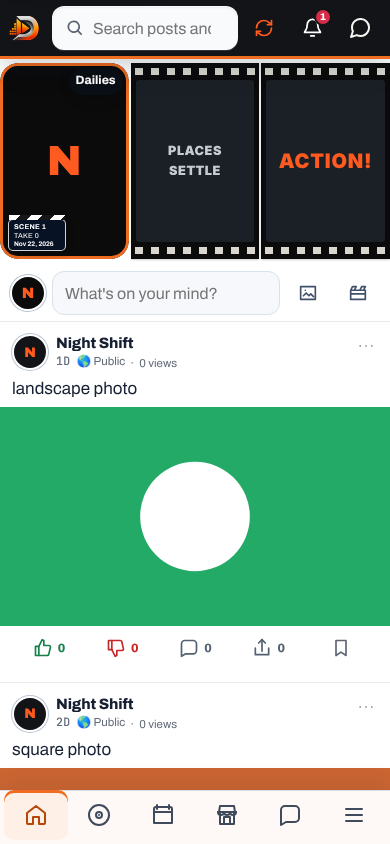 Search posts and
1
Dailies
N
SCENE 1
TAKE 0
Nov 22, 2026
PLACES
SETTLE
ACTION!
N
What's on your mind?
N
Night Shift
...
1D 🌎 Public · 0 views
landscape photo
0 0 0 0
N
Night Shift
...
2D 🌎 Public · 0 views
square photo